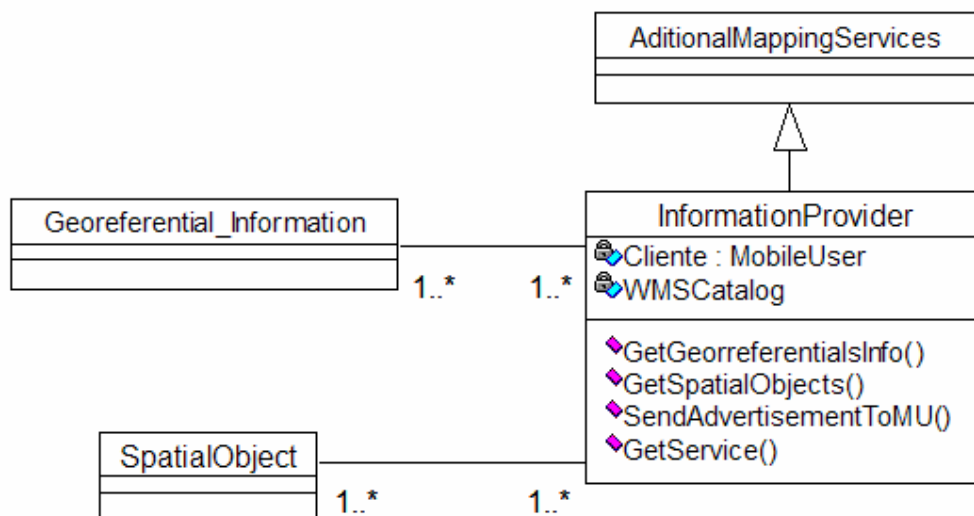 AditionalMappingServices
Georeferential_Information
InformationProvider
Cliente : MobileUser
WMSCatalog
1..*
1..*
GetGeorreferentialsInfo()
GetSpatialObjects()
SendAdvertisementToMU()
GetService()
SpatialObject
1..*
1..*